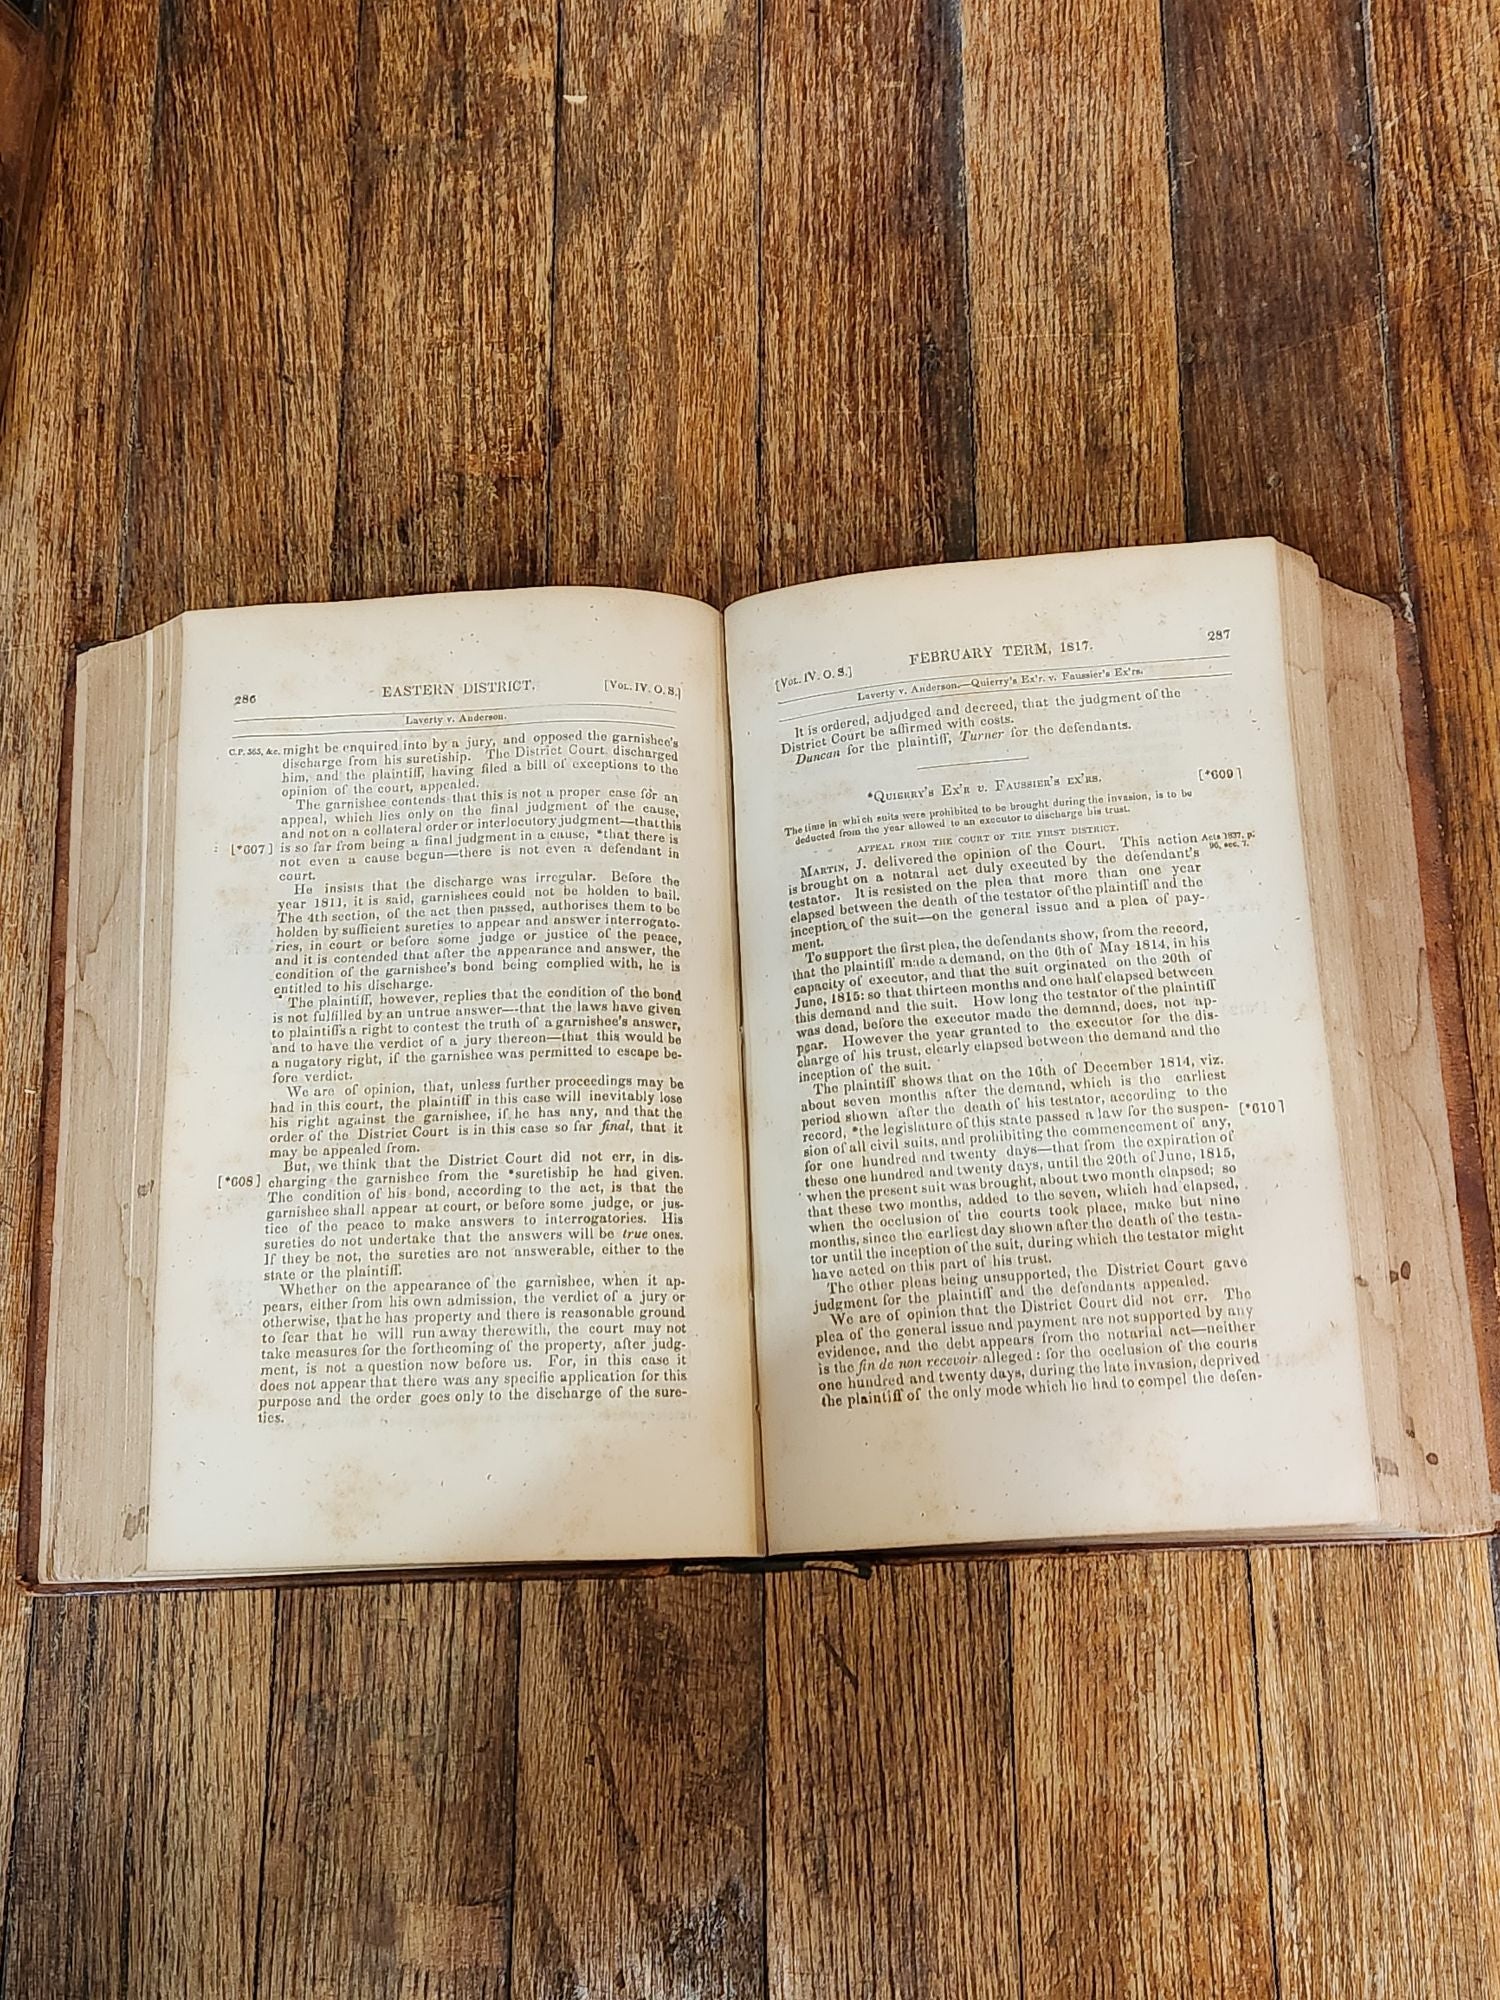 286 EASTERN DISTRICT. [VOL. IV. O. S.]
Laverty v. Anderson.
C.P. 365, &c. might be enquired into by a jury, and opposed the garnishee's
discharge from his suretiship. The District Court discharged
him, and the plaintiff, having filed a bill of exceptions to the
opinion of the court, appealed.
The garnishee contends that this is not a proper case for an
appeal, which lies only on the final judgment of the cause,
and not on a collateral order or interlocutory judgment—that this
[*607] is so far from being a final judgment in a cause, *that there is
not even a cause begun—there is not even a defendant in
court.
He insists that the discharge was irregular. Before the
year 1811, it is said, garnishees could not be holden to bail.
The 4th section, of the act then passed, authorises them to be
holden by sufficient sureties to appear and answer interrogato-
ries, in court or before some judge or justice of the peace,
and it is contended that after the appearance and answer, the
condition of the garnishee's bond being complied with, he is
entitled to his discharge.
The plaintiff, however, replies that the condition of the bond
is not fulfilled by an untrue answer—that the laws have given
to plaintiffs a right to contest the truth of a garnishee's answer,
and to have the verdict of a jury thereon—that this would be
a nugatory right, if the garnishee was permitted to escape be-
fore verdict.
We are of opinion, that, unless further proceedings may be
had in this court, the plaintiff in this case will inevitably lose
his right against the garnishee, if he has any, and that the
order of the District Court is in this case so far final, that it
may be appealed from.
But, we think that the District Court did not err, in dis-
[*608] charging the garnishee from the *suretiship he had given.
The condition of his bond, according to the act, is that the
garnishee shall appear at court, or before some judge, or jus-
tice of the peace to make answers to interrogatories. His
sureties do not undertake that the answers will be true ones.
If they be not, the sureties are not answerable, either to the
state or the plaintiff.
Whether on the appearance of the garnishee, when it ap-
pears, either from his own admission, the verdict of a jury or
otherwise, that he has property and there is reasonable ground
to fear that he will run away therewith, the court may not
take measures for the forthcoming of the property, after judg-
ment, is not a question now before us. For, in this case it
does not appear that there was any specific application for this
purpose and the order goes only to the discharge of the sure-
ties.
[VOL. IV. O. S.] FEBRUARY TERM, 1817. 287
Laverty v. Anderson.—Quierry's Ex'r. v. Faussier's Ex'rs.
It is ordered, adjudged and decreed, that the judgment of the
District Court be affirmed with costs.
Duncan for the plaintiff, Turner for the defendants.
*QUIERRY'S EX'R v. FAUSSIER'S EX'RS. [*609]
The time in which suits were prohibited to be brought during the invasion, is to be
deducted from the year allowed to an executor to discharge his trust.
APPEAL FROM THE COURT OF THE FIRST DISTRICT.
MARTIN, J. delivered the opinion of the Court. This action Acts 1837, p.
is brought on a notaral act duly executed by the defendant's 96, sec. 7.
testator. It is resisted on the plea that more than one year
elapsed between the death of the testator of the plaintiff and the
inception of the suit—on the general issue and a plea of pay-
ment.
To support the first plea, the defendants show, from the record,
that the plaintiff made a demand, on the 6th of May 1814, in his
capacity of executor, and that the suit orginated on the 20th of
June, 1815: so that thirteen months and one half elapsed between
this demand and the suit. How long the testator of the plaintiff
was dead, before the executor made the demand, does, not ap-
pear. However the year granted to the executor for the dis-
charge of his trust, clearly elapsed between the demand and the
inception of the suit.
The plaintiff shows that on the 16th of December 1814, viz.
about seven months after the demand, which is the earliest
period shown after the death of his testator, according to the
record, *the legislature of this state passed a law for the suspen- [*610]
sion of all civil suits, and prohibiting the commencement of any,
for one hundred and twenty days—that from the expiration of
these one hundred and twenty days, until the 20th of June, 1815,
when the present suit was brought, about two month elapsed; so
that these two months, added to the seven, which had elapsed,
when the occlusion of the courts took place, make but nine
months, since the earliest day shown after the death of the testa-
tor until the inception of the suit, during which the testator might
have acted on this part of his trust.
The other pleas being unsupported, the District Court gave
judgment for the plaintiff and the defendants appealed.
We are of opinion that the District Court did not err. The
plea of the general issue and payment are not supported by any
evidence, and the debt appears from the notarial act—neither
is the fin de non recevoir alleged: for the occlusion of the courts
one hundred and twenty days, during the late invasion, deprived
the plaintiff of the only mode which he had to compel the defen-